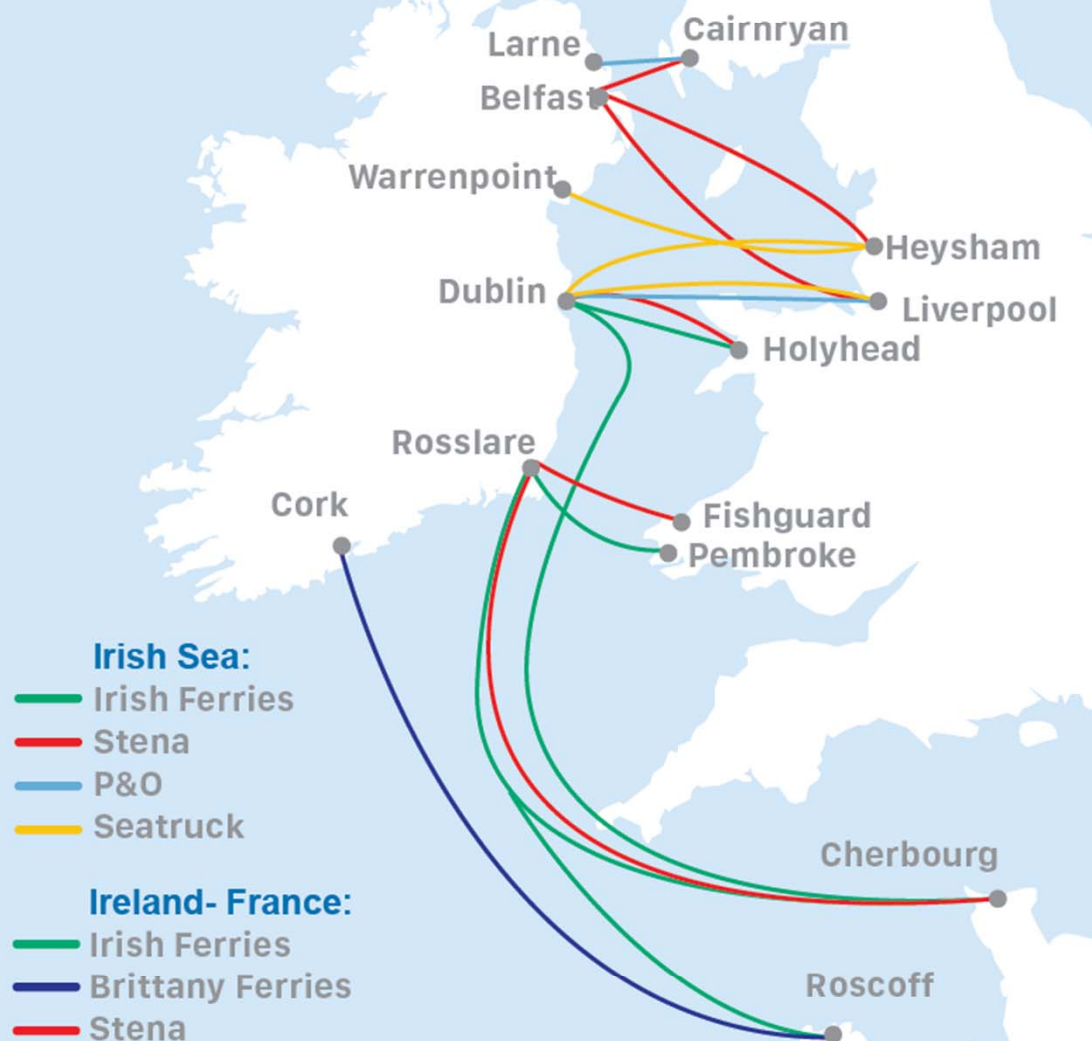 Cairnryan
Larne
Belfast
Warrenpoint
Heysham
Dublin
Liverpool
Holyhead
Rosslare
Cork
Fishguard
Pembroke
Irish Sea:
Irish Ferries
Stena
P&O
Seatruck
Cherbourg
Ireland- France:
Irish Ferries
Brittany Ferries
Stena
Roscoff